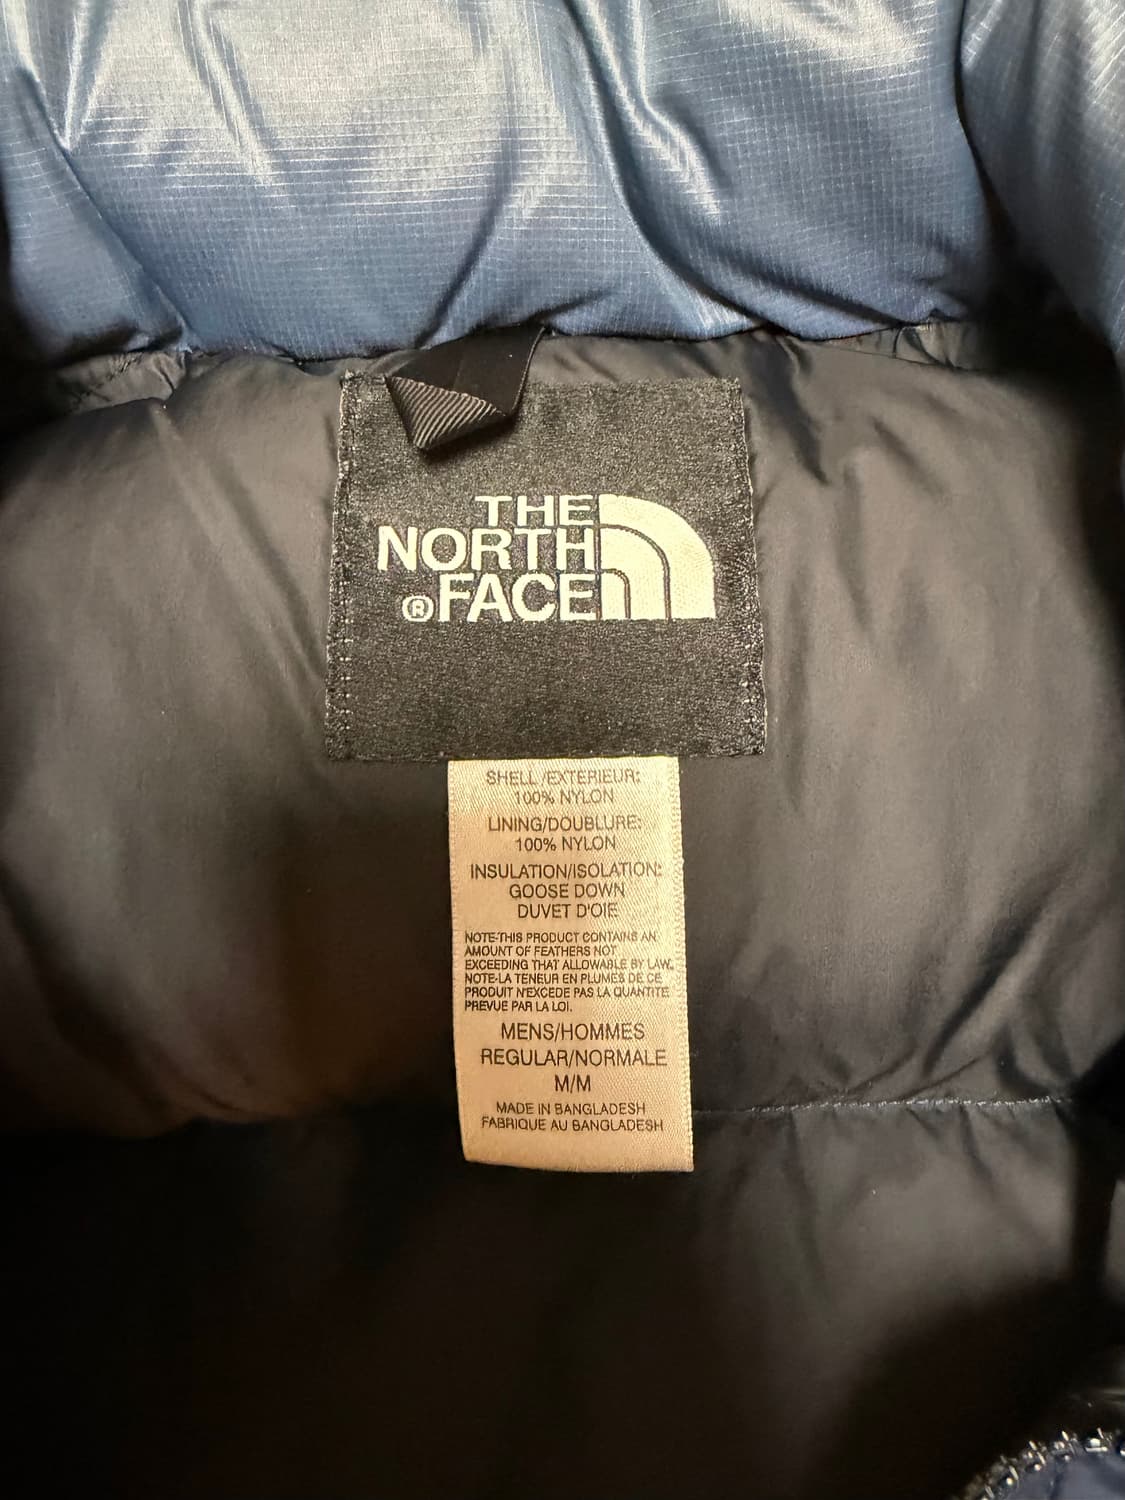 THE
NORTH
®FACE
SHELL/EXTERIEUR:
100% NYLON
LINING/DOUBLURE:
100% NYLON
INSULATION/ISOLATION:
GOOSE DOWN
DUVET D'OIE
NOTE-THIS PRODUCT CONTAINS AN
AMOUNT OF FEATHERS NOT
EXCEEDING THAT ALLOWABLE BY LAW.
NOTE-LA TENEUR EN PLUMES DE CE
PRODUIT N'EXCEDE PAS LA QUANTITE
PREVUE PAR LA LOI.
MENS/HOMMES
REGULAR/NORMALE
M/M
MADE IN BANGLADESH
FABRIQUE AU BANGLADESH